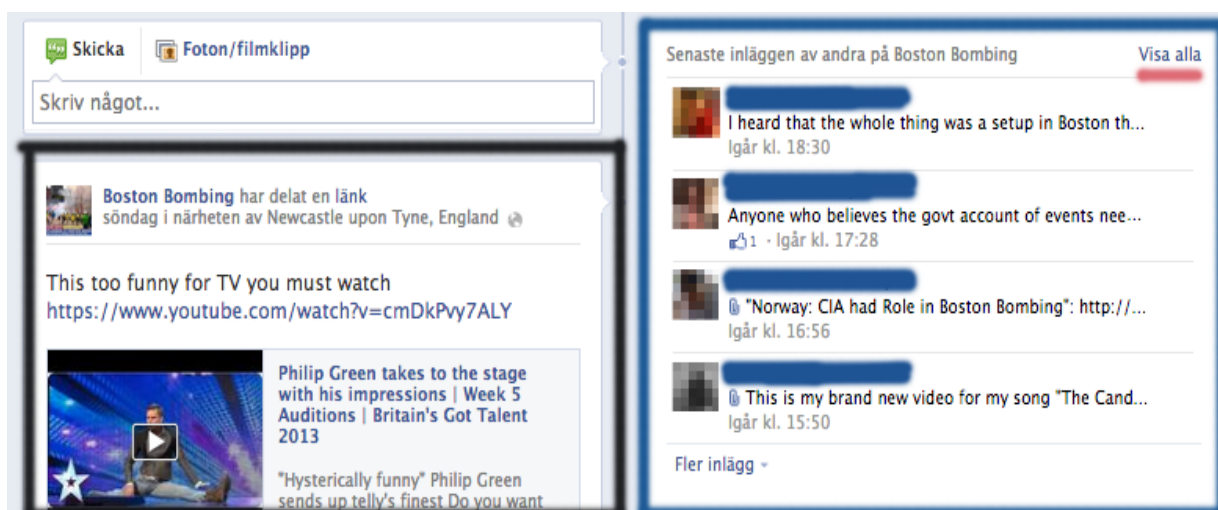 Skicka
Foton/filmklipp
Skriv något...
Boston Bombing har delat en länk
söndag i närheten av Newcastle upon Tyne, England
This too funny for TV you must watch
https://www.youtube.com/watch?v=cmDkPvy7ALY
Philip Green takes to the stage
with his impressions | Week 5
Auditions | Britain's Got Talent
2013
"Hysterically funny" Philip Green
sends up telly's finest Do you want
Senaste inläggen av andra på Boston Bombing
Visa alla
I heard that the whole thing was a setup in Boston th...
Igår kl. 18:30
Anyone who believes the govt account of events nee...
1 · Igår kl. 17:28
"Norway: CIA had Role in Boston Bombing": http://...
Igår kl. 16:56
This is my brand new video for my song "The Cand...
Igår kl. 15:50
Fler inlägg